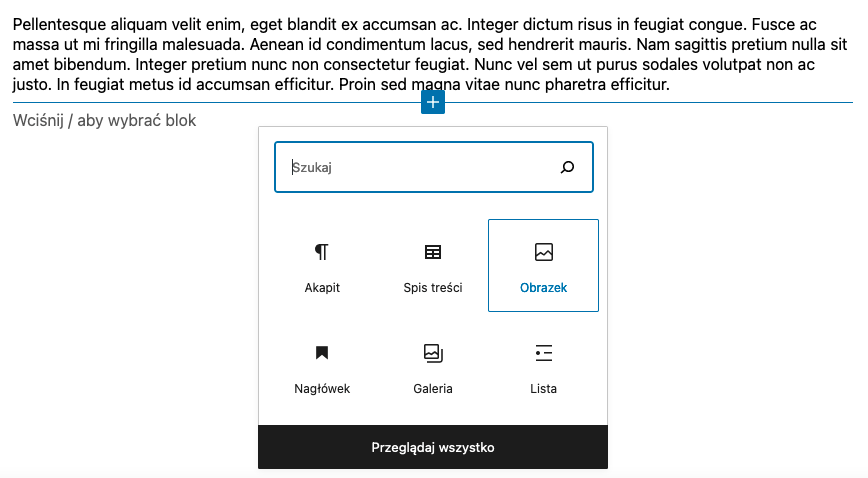 Pellentesque aliquam velit enim, eget blandit ex accumsan ac. Integer dictum risus in feugiat congue. Fusce ac
massa ut mi fringilla malesuada. Aenean id condimentum lacus, sed hendrerit mauris. Nam sagittis pretium nulla sit
amet bibendum. Integer pretium nunc non consectetur feugiat. Nunc vel sem ut purus sodales volutpat non ac
justo. In feugiat metus id accumsan efficitur. Proin sed magna vitae nunc pharetra efficitur.
Wciśnij / aby wybrać blok
Szukaj
Akapit
Spis treści
Obrazek
Nagłówek
Galeria
Lista
Przeglądaj wszystko